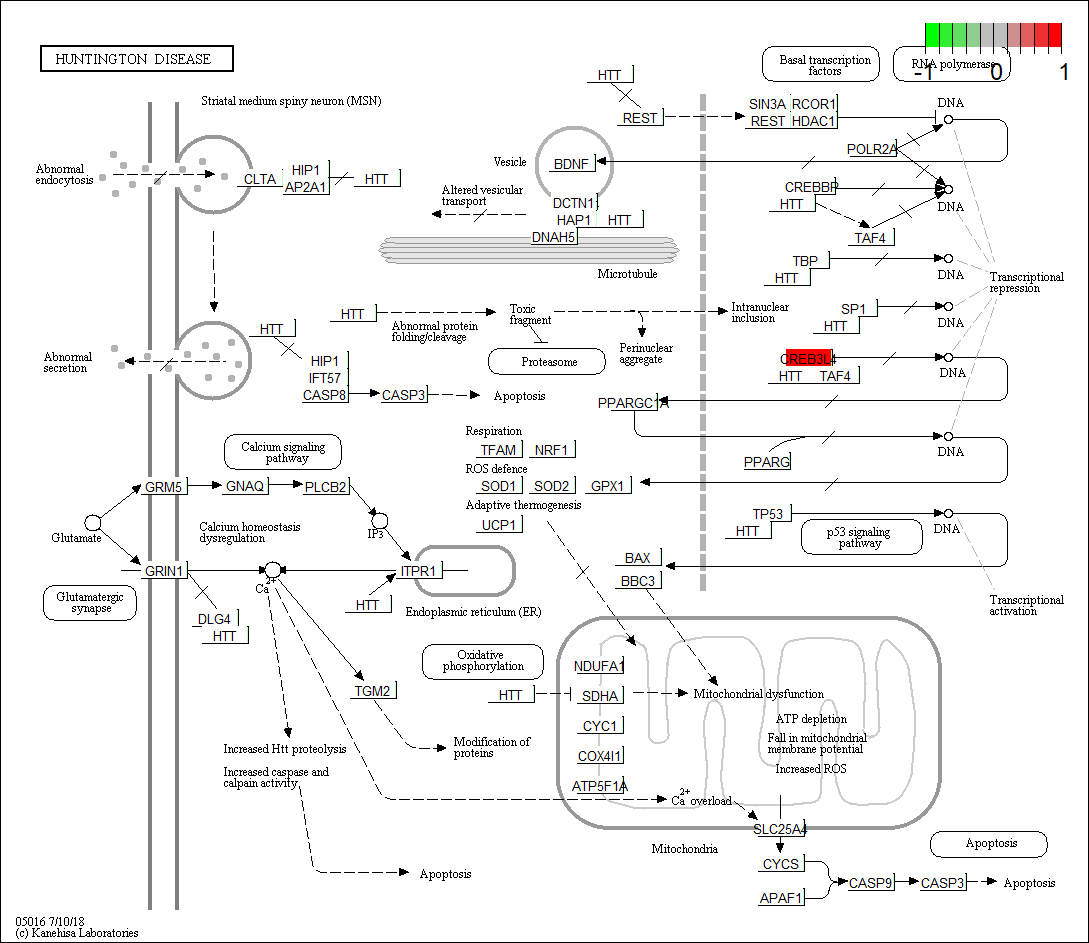 HUNTINGTON DISEASE
-1 0 1
Basal transcription
factors
RNA polymerase
Striatal medium spiny neuron (MSN)
HTT
REST
SIN3A RCOR1
REST HDAC1
DNA
POLR2A
Abnormal
endocytosis
CLTA
HIP1
AP2A1
HTT
Vesicle
BDNF
Altered vesicular
transport
DCTN1
HAP1 HTT
DNAH5
Microtubule
CREBBP
HTT
DNA
TAF4
TBP
HTT
DNA
Transcriptional
repression
HTT
Abnormal protein
folding/cleavage
Toxic
fragment
Intranuclear
inclusion
Perinuclear
aggregate
Proteasome
SP1
HTT
DNA
Abnormal
secretion
HTT
HIP1
IFT57
CASP8
CASP3
Apoptosis
CREB3L4
HTT TAF4
DNA
PPARGC1A
PPARG
DNA
Respiration
TFAM NRF1
ROS defence
SOD1 SOD2 GPX1
Adaptive thermogenesis
UCP1
Calcium signaling
pathway
GRM5
GNAQ
PLCB2
Glutamate
Calcium homeostasis
dysregulation
IP3
TP53
HTT
DNA
p53 signaling
pathway
GRIN1
Ca2+
ITPR1
HTT
Endoplasmic reticulum (ER)
BAX
BBC3
Glutamatergic
synapse
DLG4
HTT
Transcriptional
activation
Oxidative
phosphorylation
TGM2
HTT
NDUFA1
SDHA
CYC1
COX4I1
ATP5F1A
Mitochondrial dysfunction
ATP depletion
Fall in mitochondrial
membrane potential
Increased ROS
Increased Htt proteolysis
Increased caspase and
calpain activity
Modification of
proteins
Ca2+ overload
SLC25A4
Mitochondria
CYCS
APAF1
CASP9
CASP3
Apoptosis
Apoptosis
Apoptosis
05016 7/10/18
(c) Kanehisa Laboratories